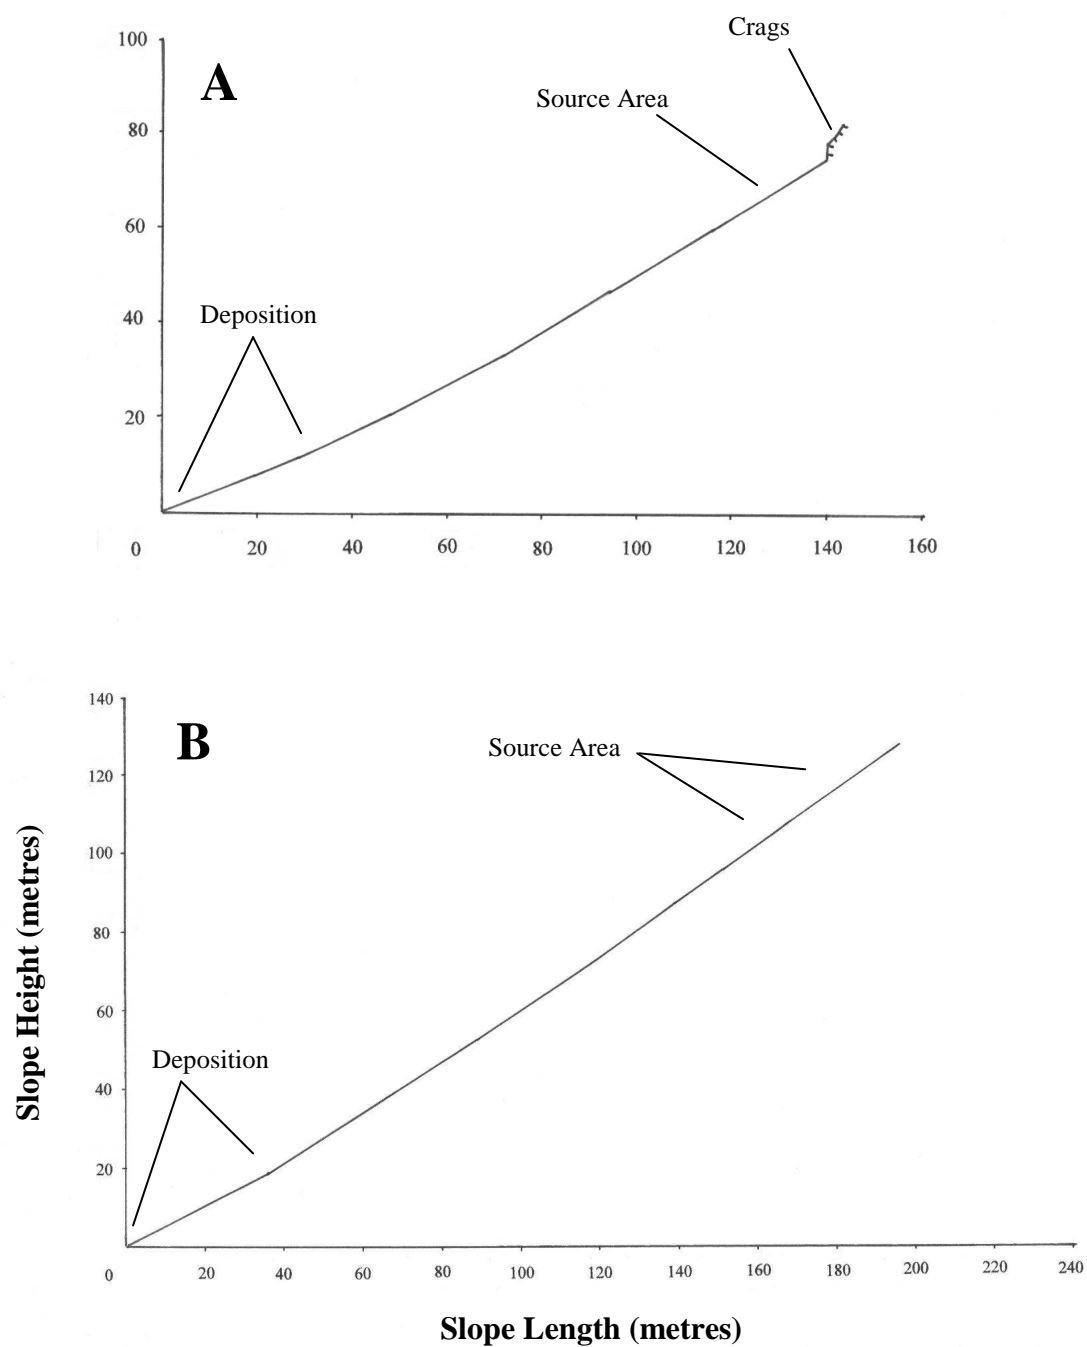 Crags
100
A
Source Area
80
60
Deposition
40
20
0 20 40 60 80 100 120 140 160
140
B
Source Area
120
100
80
60
Deposition
40
20
0 20 40 60 80 100 120 140 160 180 200 220 240
Slope Height (metres)
Slope Length (metres)